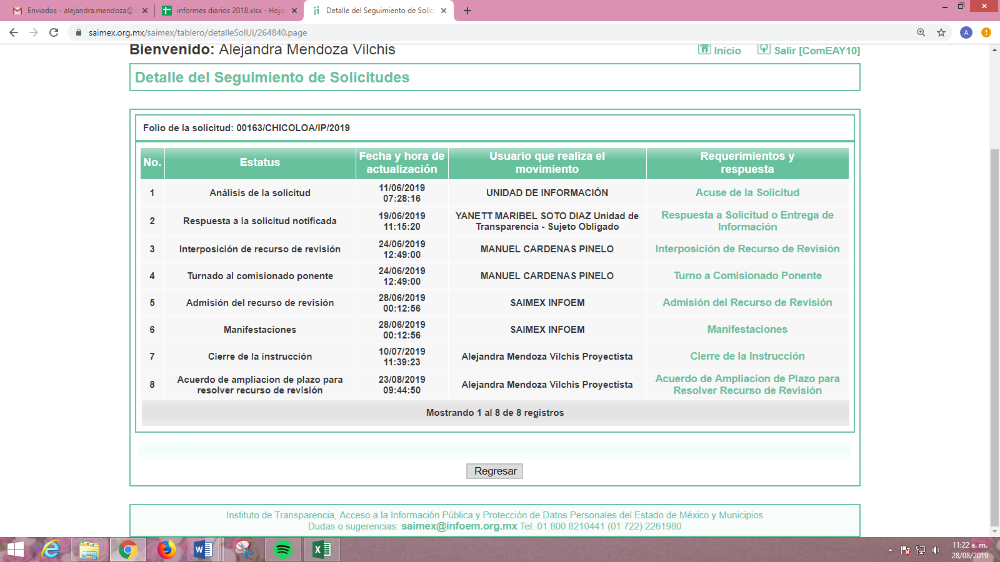 Enviados - alejandra.mendoza@i
informes diarios 2018.xlsx - Hoja
Detalle del Seguimiento de Solic
saimex.org.mx/saimex/tablero/detalleSolUI/264840.page
A
Bienvenido: Alejandra Mendoza Vilchis
Inicio
Salir [ComEAY10]
Detalle del Seguimiento de Solicitudes
Folio de la solicitud: 00163/CHICOLOA/IP/2019
No.
Estatus
Fecha y hora de
actualización
Usuario que realiza el
movimiento
Requerimientos y
respuesta
1
Análisis de la solicitud
11/06/2019
07:28:16
UNIDAD DE INFORMACIÓN
Acuse de la Solicitud
2
Respuesta a la solicitud notificada
19/06/2019
11:15:20
YANETT MARIBEL SOTO DIAZ Unidad de
Transparencia - Sujeto Obligado
Respuesta a Solicitud o Entrega de
Información
3
Interposición de recurso de revisión
24/06/2019
12:49:00
MANUEL CARDENAS PINELO
Interposición de Recurso de Revisión
4
Turnado al comisionado ponente
24/06/2019
12:49:00
MANUEL CARDENAS PINELO
Turno a Comisionado Ponente
5
Admisión del recurso de revisión
28/06/2019
00:12:56
SAIMEX INFOEM
Admisión del Recurso de Revisión
6
Manifestaciones
28/06/2019
00:12:56
SAIMEX INFOEM
Manifestaciones
7
Cierre de la instrucción
10/07/2019
11:39:23
Alejandra Mendoza Vilchis Proyectista
Cierre de la Instrucción
8
Acuerdo de ampliacion de plazo para
resolver recurso de revisión
23/08/2019
09:44:50
Alejandra Mendoza Vilchis Proyectista
Acuerdo de Ampliacion de Plazo para
Resolver Recurso de Revisión
Mostrando 1 al 8 de 8 registros
Regresar
Instituto de Transparencia, Acceso a la Información Pública y Protección de Datos Personales del Estado de México y Municipios
Dudas o sugerencias: saimex@infoem.org.mx Tel. 01 800 8210441 (01 722) 2261980
11:22 a. m.
28/08/2019